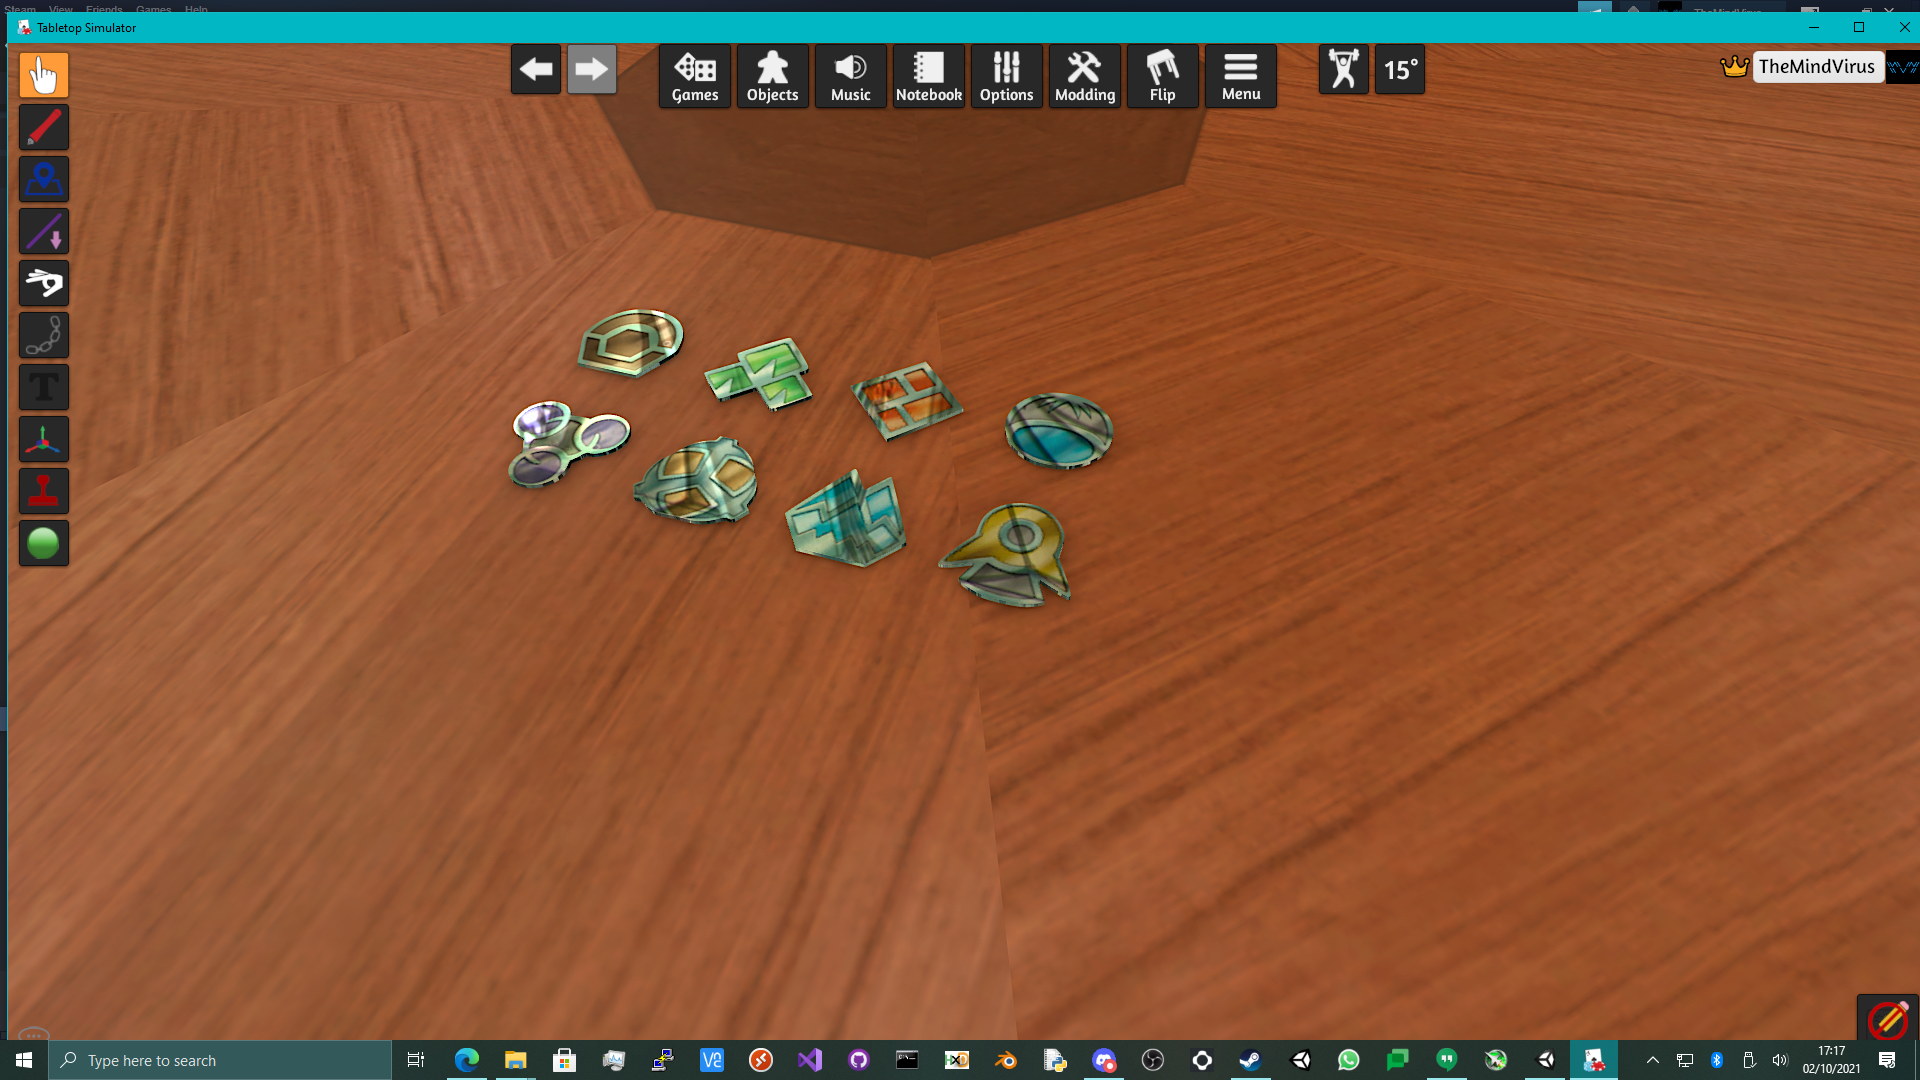 Steam View Friends Games Help
Tabletop Simulator
Games
Objects
Music
Notebook
Options
Modding
Flip
Menu
15°
TheMindVirus
T
Type here to search
17:17
02/10/2021